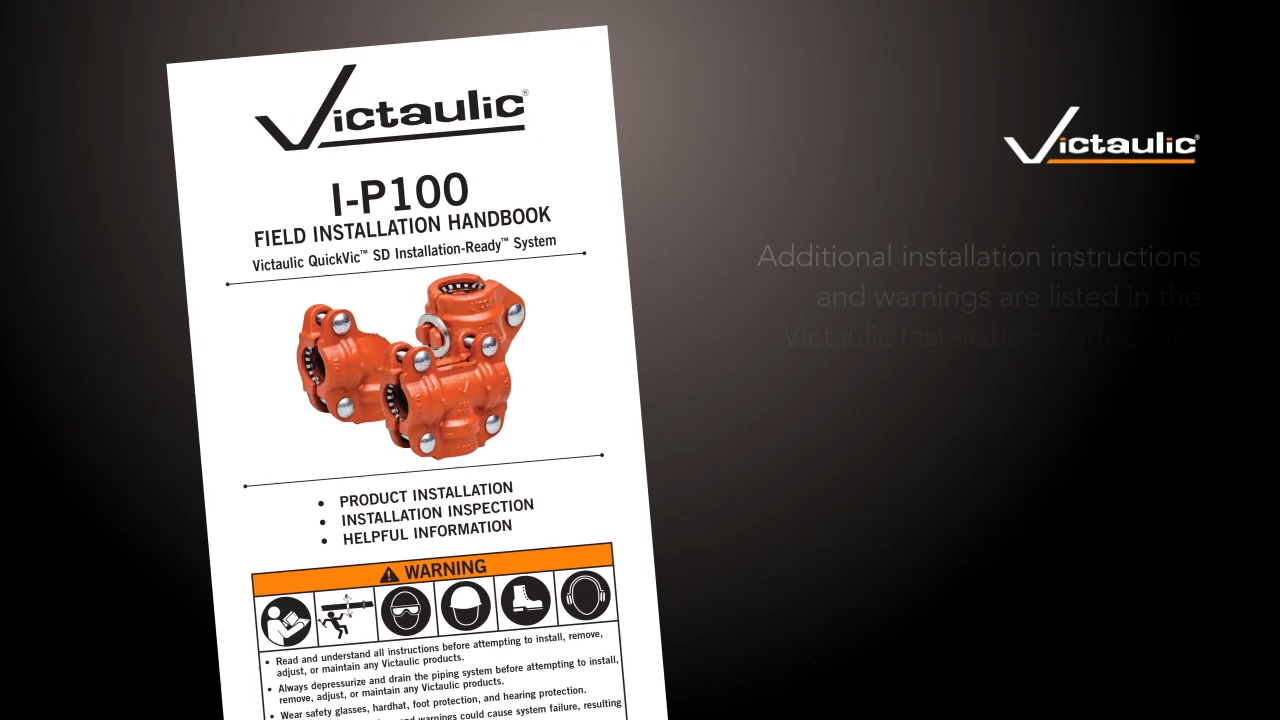 Victaulic®
I-P100
FIELD INSTALLATION HANDBOOK
Victaulic QuickVic™ SD Installation-Ready™ System
• PRODUCT INSTALLATION
• INSTALLATION INSPECTION
• HELPFUL INFORMATION
WARNING
• Read and understand all instructions before attempting to install, remove,
adjust, or maintain any Victaulic products.
• Always depressurize and drain the piping system before attempting to install,
remove, adjust, or maintain any Victaulic products.
• Wear safety glasses, hardhat, foot protection, and hearing protection.
and warnings could cause system failure, resulting
Victaulic®
Additional installation instructions
and warnings are listed in the
Victaulic Installation